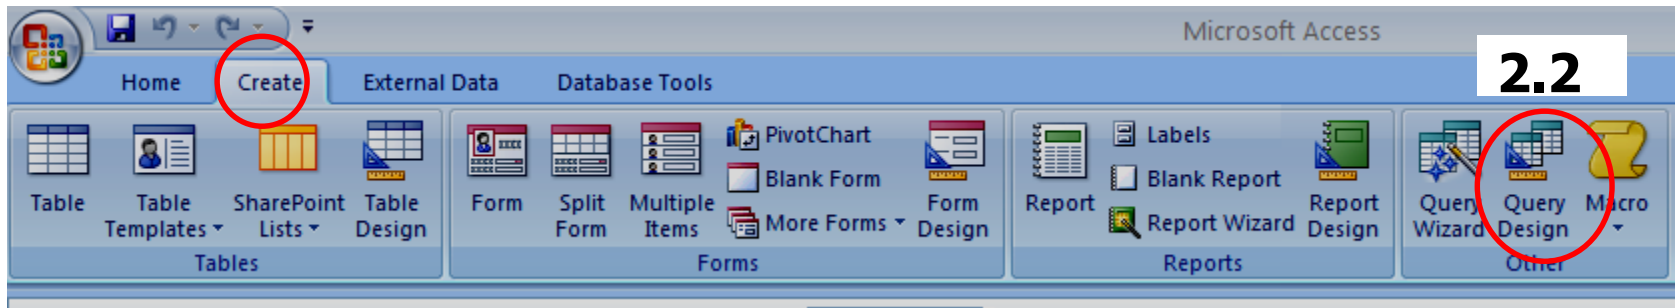 Microsoft Access
2.2
Home Create External Data Database Tools
Table
Table Templates
SharePoint Lists
Table Design
Tables
Form
Split Form
Multiple Items
PivotChart
Blank Form
More Forms
Form Design
Forms
Report
Labels
Blank Report
Report Wizard
Report Design
Reports
Query Wizard
Query Design
Macro
Other